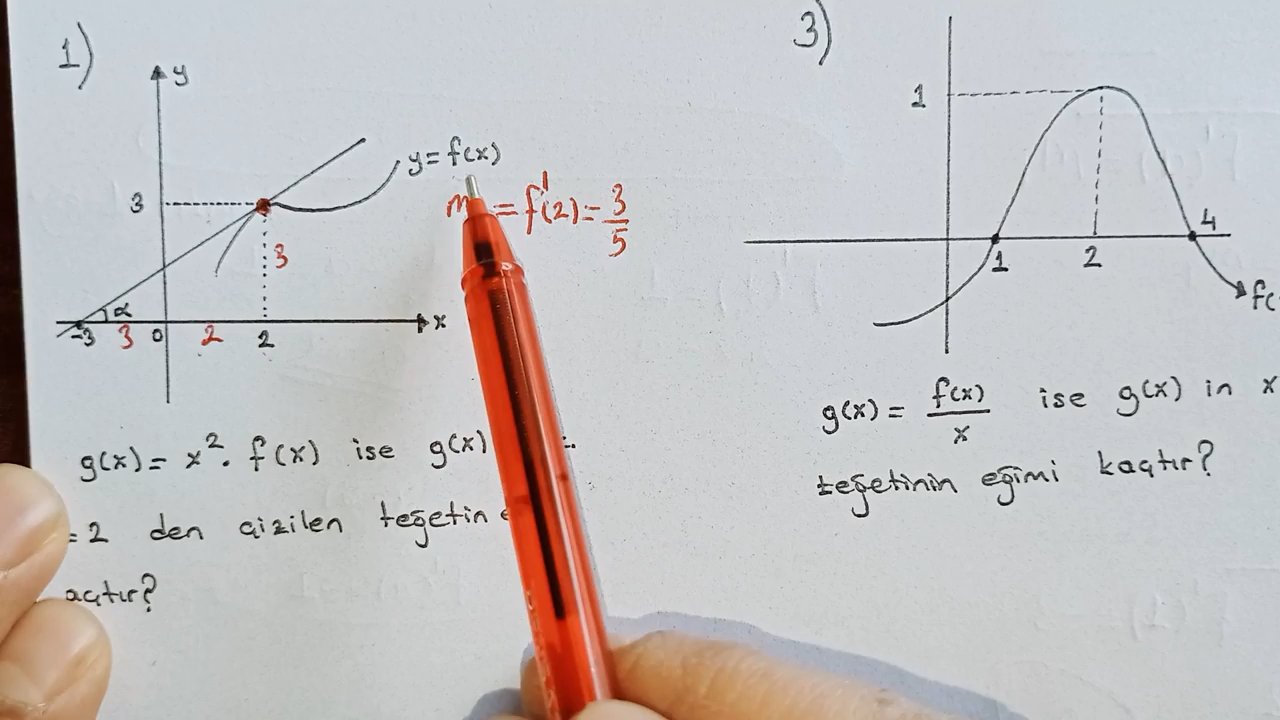 1)
y
y = f(x)
3
m = f'(2) = 3/5
3
α
-3 3 0 2 2 x
g(x) = x². f(x) ise g(x)
= 2 den çizilen teğetin
açtır?
3)
1
4
1 2
f(
g(x) = f(x)/x ise g(x) in x
teğetinin eğimi kaçtır?